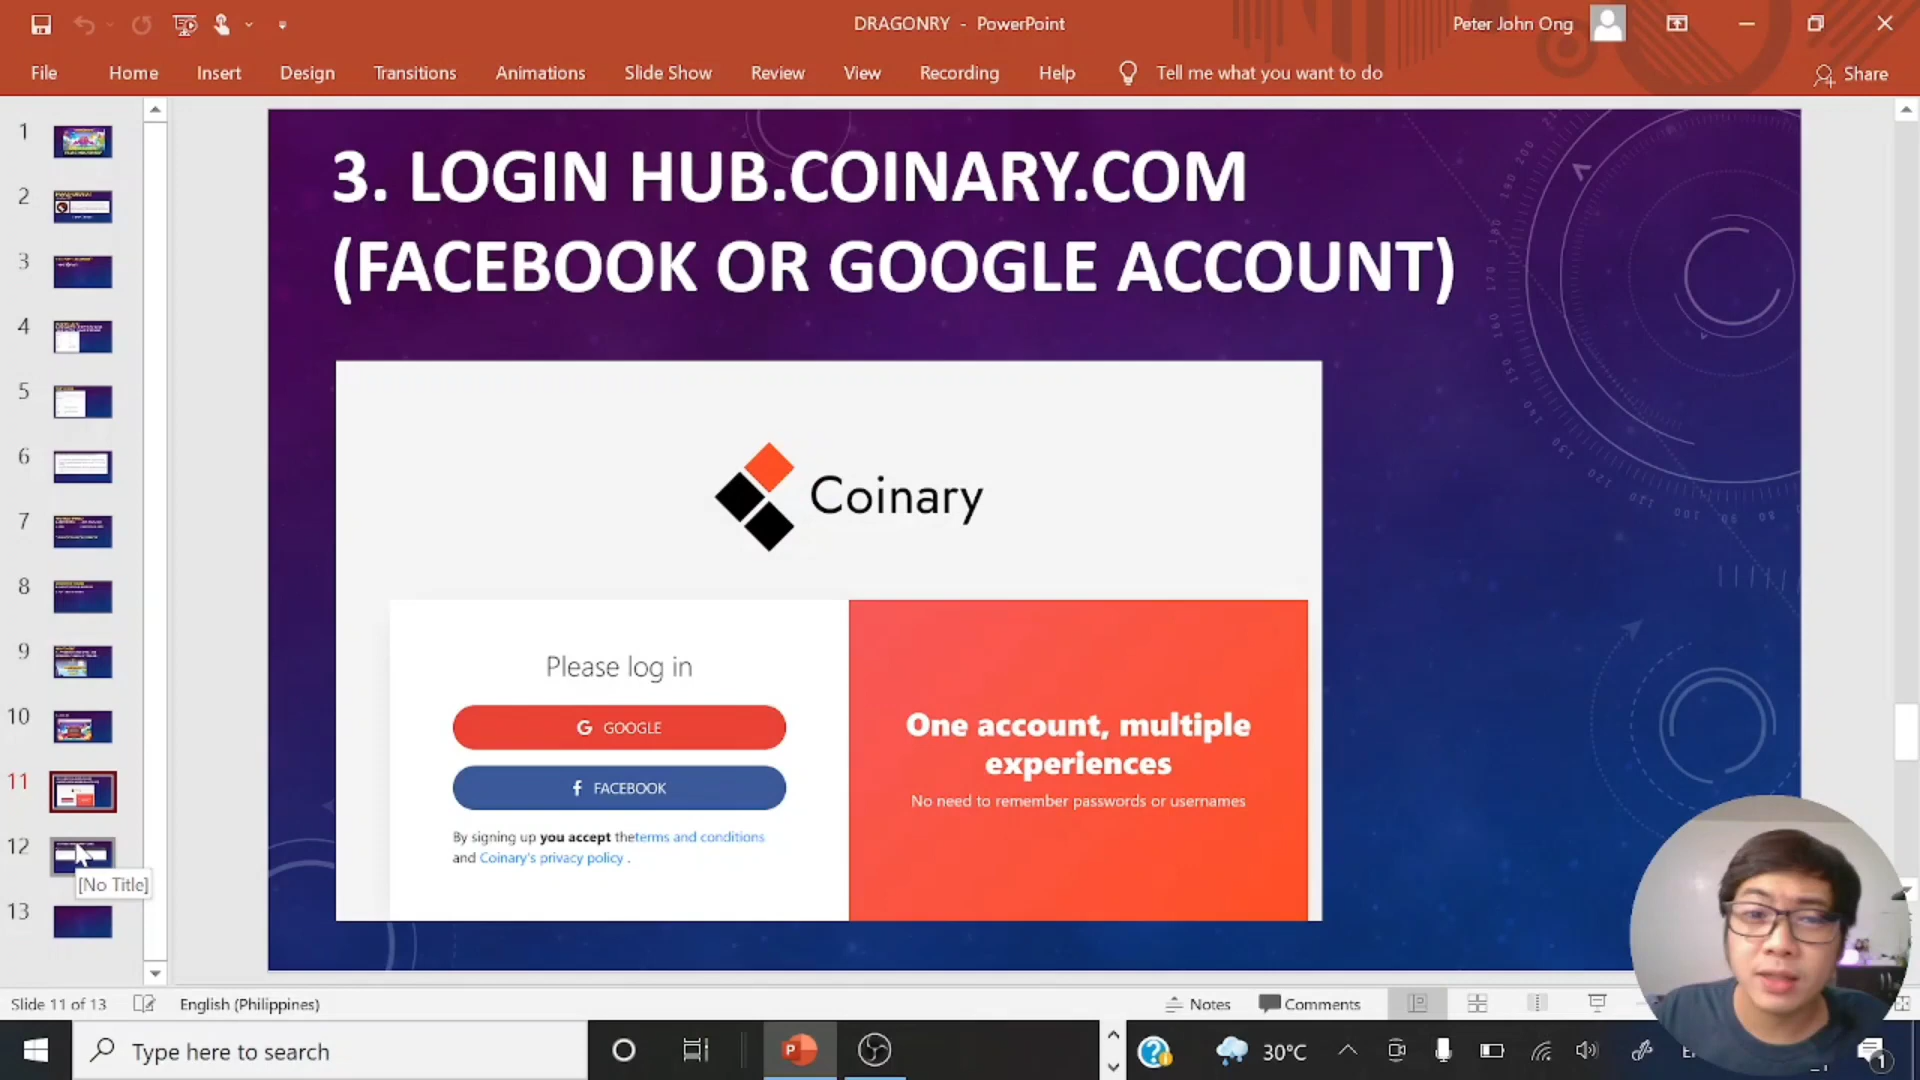 DRAGONRY - PowerPoint
Peter John Ong
File Home Insert Design Transitions Animations Slide Show Review View Recording Help Tell me what you want to do Share
1
2
3
4
5
6
7
8
9
10
11
12
[No Title]
13
3. LOGIN HUB.COINARY.COM
(FACEBOOK OR GOOGLE ACCOUNT)
Coinary
Please log in
G GOOGLE
f FACEBOOK
By signing up you accept theterms and conditions
and Coinary's privacy policy .
One account, multiple
experiences
No need to remember passwords or usernames
Slide 11 of 13 English (Philippines) Notes Comments
Type here to search
30°C
1